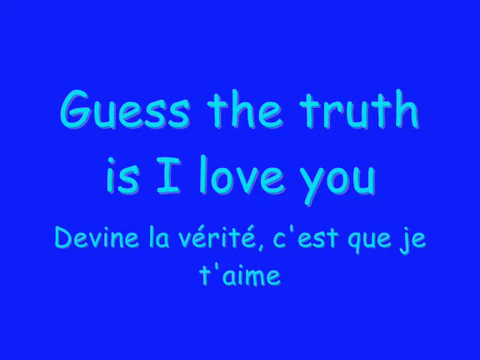 Guess the truth
is I love you
Devine la vérité, c'est que je
t'aime